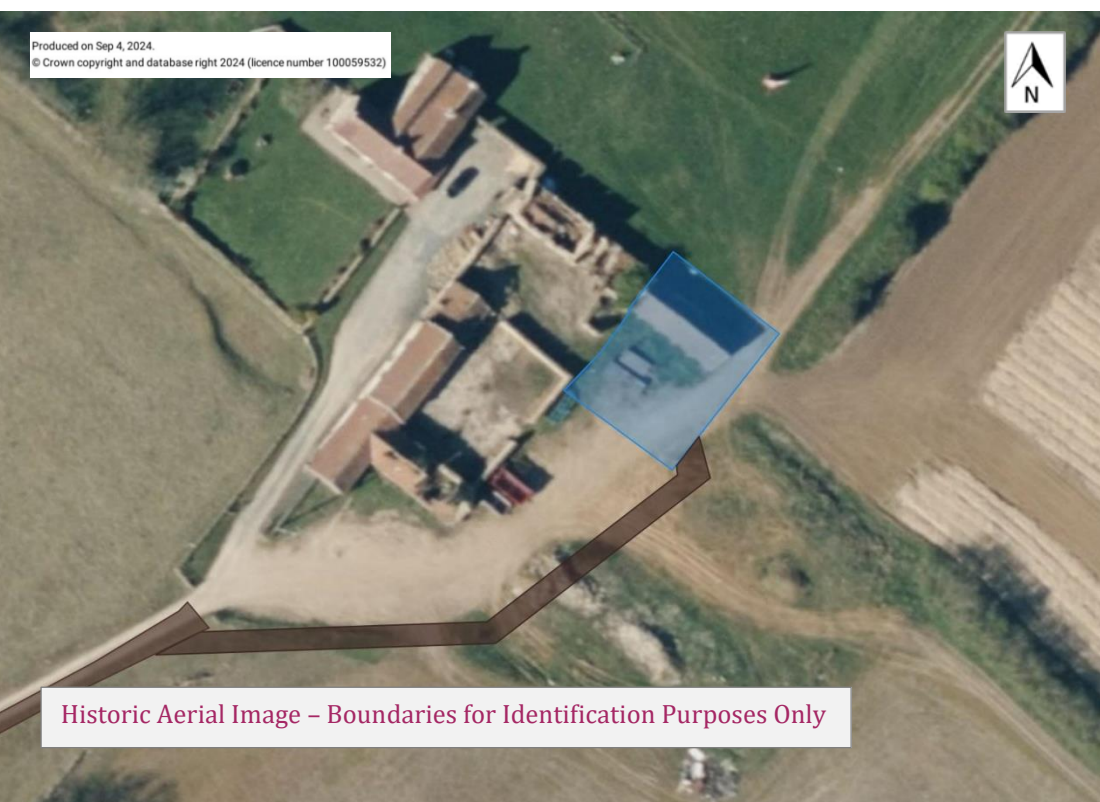 Produced on Sep 4, 2024.
© Crown copyright and database right 2024 (licence number 100059532)
N
Historic Aerial Image – Boundaries for Identification Purposes Only